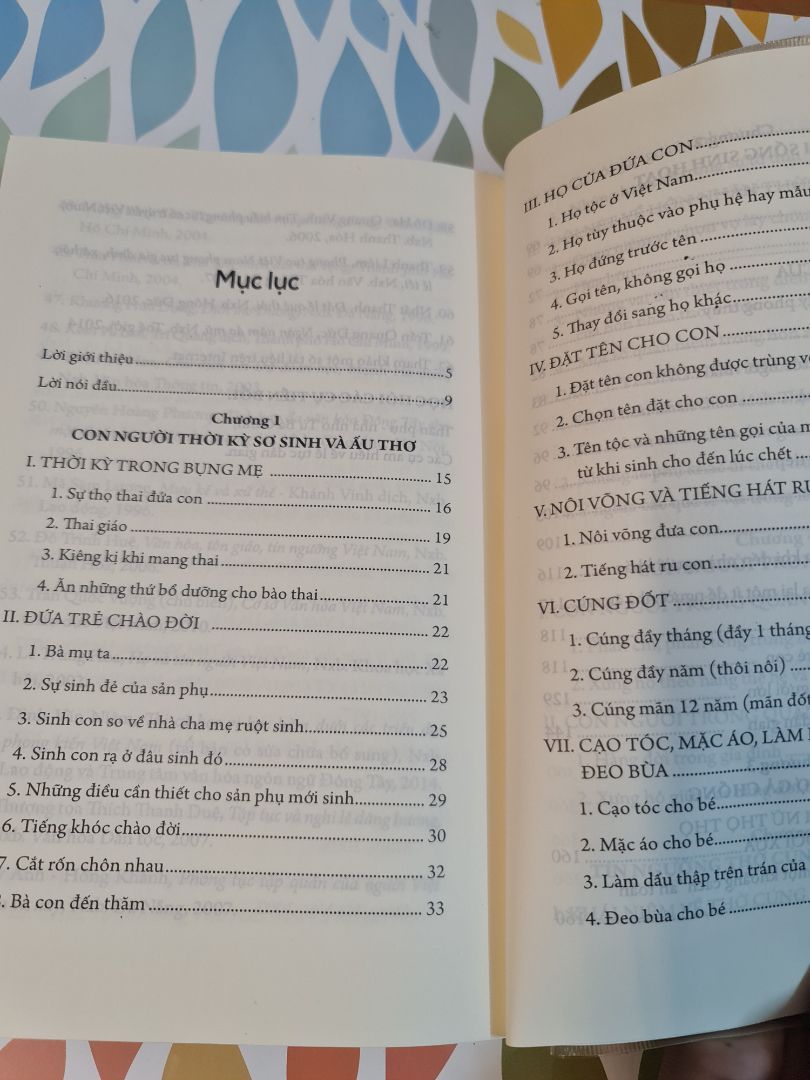 Mục lục
Lời giới thiệu.....5
Lời nói đầu.....9
Chương 1
CON NGƯỜI THỜI KỲ SƠ SINH VÀ ẤU THƠ
I. THỜI KỲ TRONG BỤNG MẸ.....15
1. Sự thọ thai đứa con.....16
2. Thai giáo.....19
3. Kiêng kị khi mang thai.....21
4. Ăn những thứ bổ dưỡng cho bào thai.....21
II. ĐỨA TRẺ CHÀO ĐỜI.....22
1. Bà mụ ta.....22
2. Sự sinh đẻ của sản phụ.....23
3. Sinh con so về nhà cha mẹ ruột sinh.....25
4. Sinh con rạ ở đâu sinh đó.....28
5. Những điều cần thiết cho sản phụ mới sinh.....29
6. Tiếng khóc chào đời.....30
7. Cắt rốn chôn nhau.....32
. Bà con đến thăm.....33
III. HỌ CỦA ĐỨA CON.....
1. Họ tộc ở Việt Nam.....
2. Họ tùy thuộc vào phụ hệ hay mẫu
3. Họ đứng trước tên.....
4. Gọi tên, không gọi họ.....
5. Thay đổi sang họ khác.....
IV. ĐẶT TÊN CHO CON.....
1. Đặt tên con không được trùng
2. Chọn tên đặt cho con.....
3. Tên tộc và những tên gọi của
từ khi sinh cho đến lúc chết.....
V. NÔI VÕNG VÀ TIẾNG HÁT RU
1. Nôi võng đưa con.....
2. Tiếng hát ru con.....
VI. CÚNG ĐỐT.....
1. Cúng đầy tháng (đầy 1 tháng
2. Cúng đầy năm (thôi nôi).....
3. Cúng mãn 12 năm (mãn đốt
VII. CẠO TÓC, MẶC ÁO, LÀM
ĐEO BÙA.....
1. Cạo tóc cho bé.....
2. Mặc áo cho bé.....
3. Làm dấu thập trên trán của
4. Đeo bùa cho bé.....